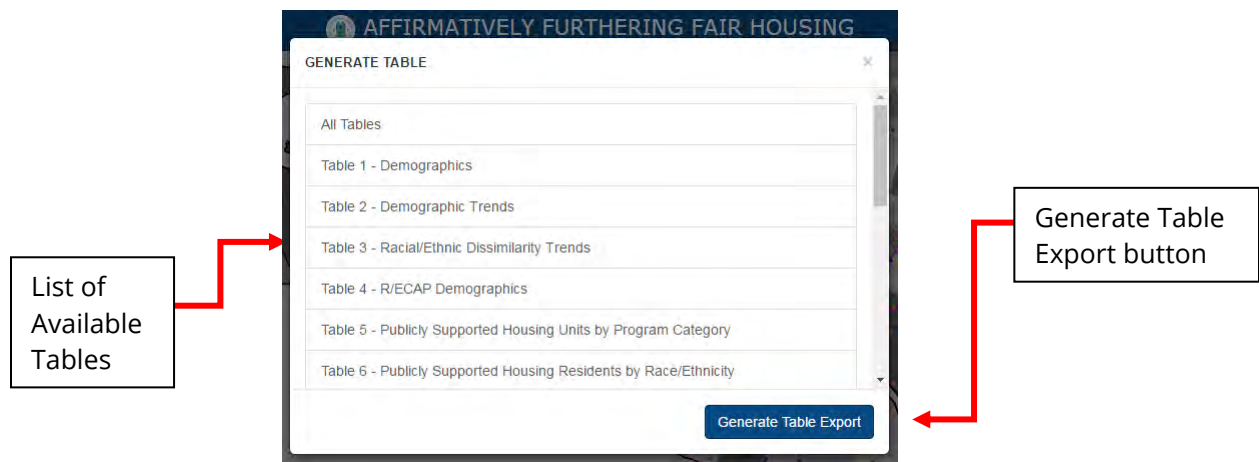 AFFIRMATIVELY FURTHERING FAIR HOUSING
GENERATE TABLE ×
All Tables
Table 1 - Demographics
Table 2 - Demographic Trends
Table 3 - Racial/Ethnic Dissimilarity Trends
Table 4 - R/ECAP Demographics
Table 5 - Publicly Supported Housing Units by Program Category
Table 6 - Publicly Supported Housing Residents by Race/Ethnicity
Generate Table Export
List of
Available
Tables
Generate Table
Export button